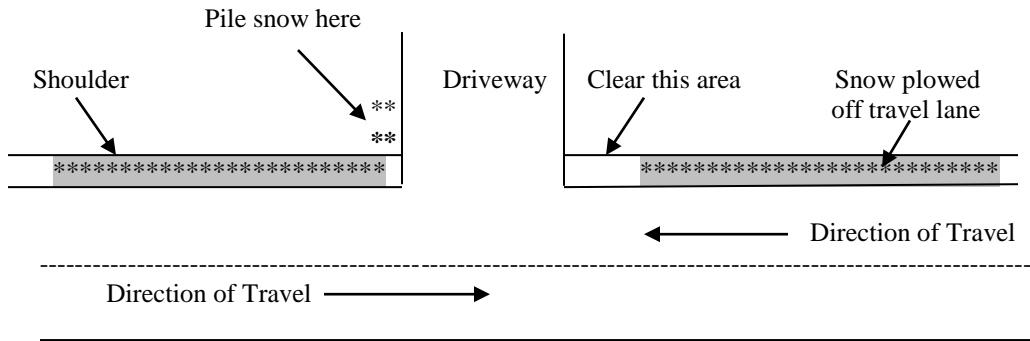 Pile snow here
Shoulder
Driveway
Clear this area
Snow plowed
off travel lane
**
**
*************************
***************************
Direction of Travel
Direction of Travel